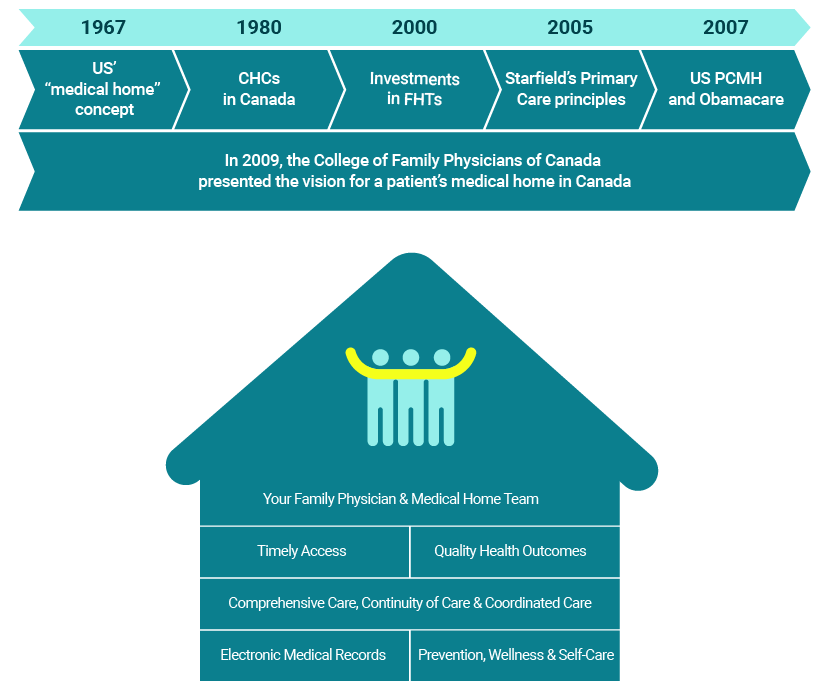 1967
1980
2000
2005
2007
US’
“medical home”
concept
CHCs
in Canada
Investments
in FHTs
Starfield’s Primary
Care principles
US PCMH
and Obamacare
In 2009, the College of Family Physicians of Canada
presented the vision for a patient’s medical home in Canada
Your Family Physician & Medical Home Team
Timely Access
Quality Health Outcomes
Comprehensive Care, Continuity of Care & Coordinated Care
Electronic Medical Records
Prevention, Wellness & Self-Care